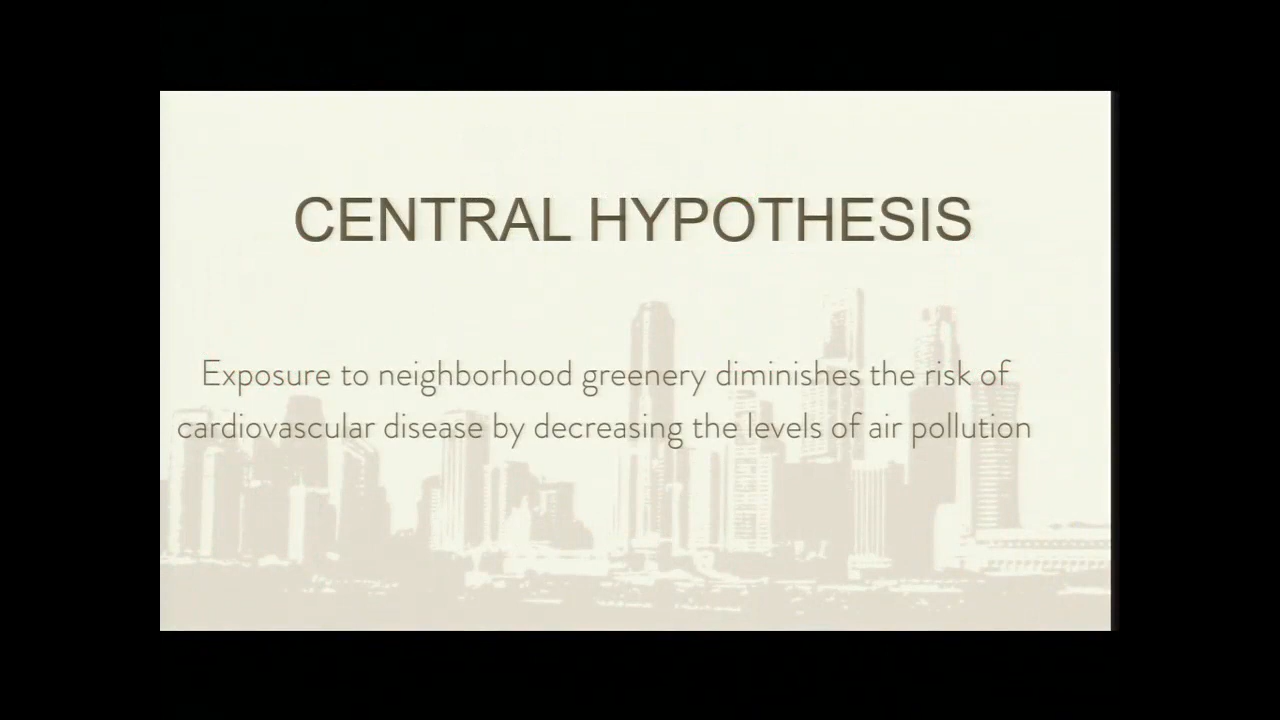 CENTRAL HYPOTHESIS
Exposure to neighborhood greenery diminishes the risk of
cardiovascular disease by decreasing the levels of air pollution